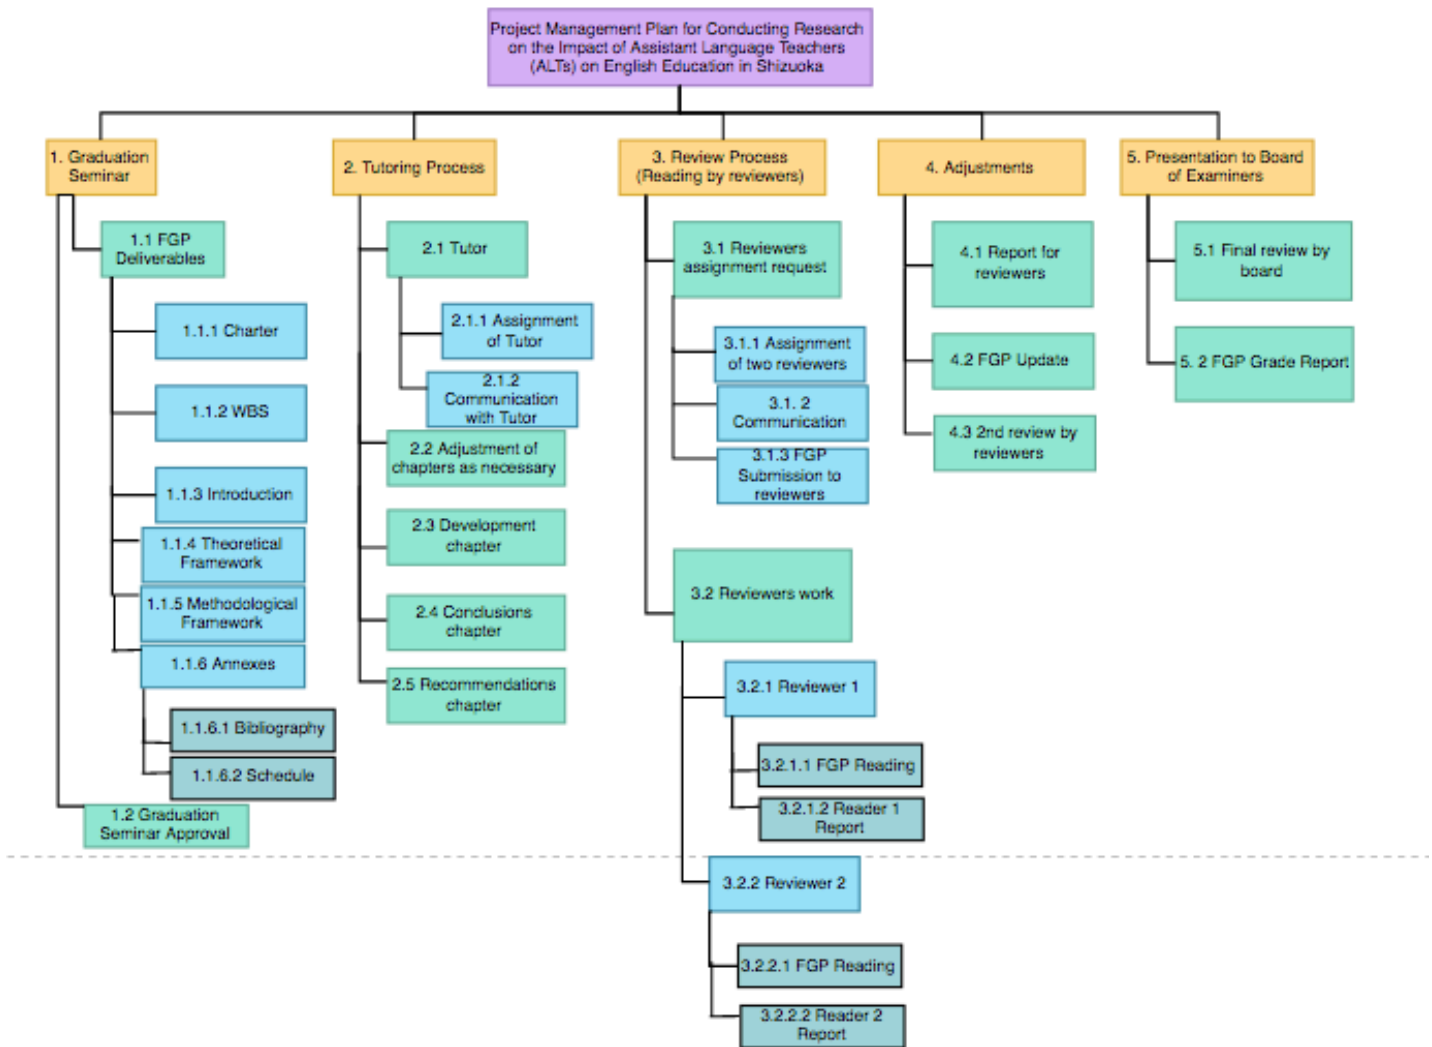 Project Management Plan for Conducting Research
on the Impact of Assistant Language Teachers
(ALTs) on English Education in Shizuoka
1. Graduation
Seminar
1.1 FGP
Deliverables
1.1.1 Charter
1.1.2 WBS
1.1.3 Introduction
1.1.4 Theoretical
Framework
1.1.5 Methodological
Framework
1.1.6 Annexes
1.1.6.1 Bibliography
1.1.6.2 Schedule
1.2 Graduation
Seminar Approval
2. Tutoring Process
2.1 Tutor
2.1.1 Assignment
of Tutor
2.1.2
Communication
with Tutor
2.2 Adjustment of
chapters as necessary
2.3 Development
chapter
2.4 Conclusions
chapter
2.5 Recommendations
chapter
3. Review Process
(Reading by reviewers)
3.1 Reviewers
assignment request
3.1.1 Assignment
of two reviewers
3.1. 2
Communication
3.1.3 FGP
Submission to
reviewers
3.2 Reviewers work
3.2.1 Reviewer 1
3.2.1.1 FGP Reading
3.2.1.2 Reader 1
Report
3.2.2 Reviewer 2
3.2.2.1 FGP Reading
3.2.2.2 Reader 2
Report
4. Adjustments
4.1 Report for
reviewers
4.2 FGP Update
4.3 2nd review by
reviewers
5. Presentation to Board
of Examiners
5.1 Final review by
board
5. 2 FGP Grade Report